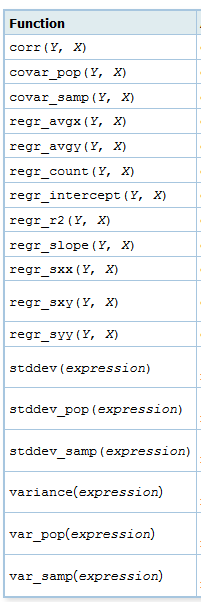 Function
corr(Y, X)
covar_pop(Y, X)
covar_samp(Y, X)
regr_avgx(Y, X)
regr_avgy(Y, X)
regr_count(Y, X)
regr_intercept(Y, X)
regr_r2(Y, X)
regr_slope(Y, X)
regr_sxx(Y, X)
regr_sxy(Y, X)
regr_syy(Y, X)
stddev(expression)
stddev_pop(expression)
stddev_samp(expression)
variance(expression)
var_pop(expression)
var_samp(expression)